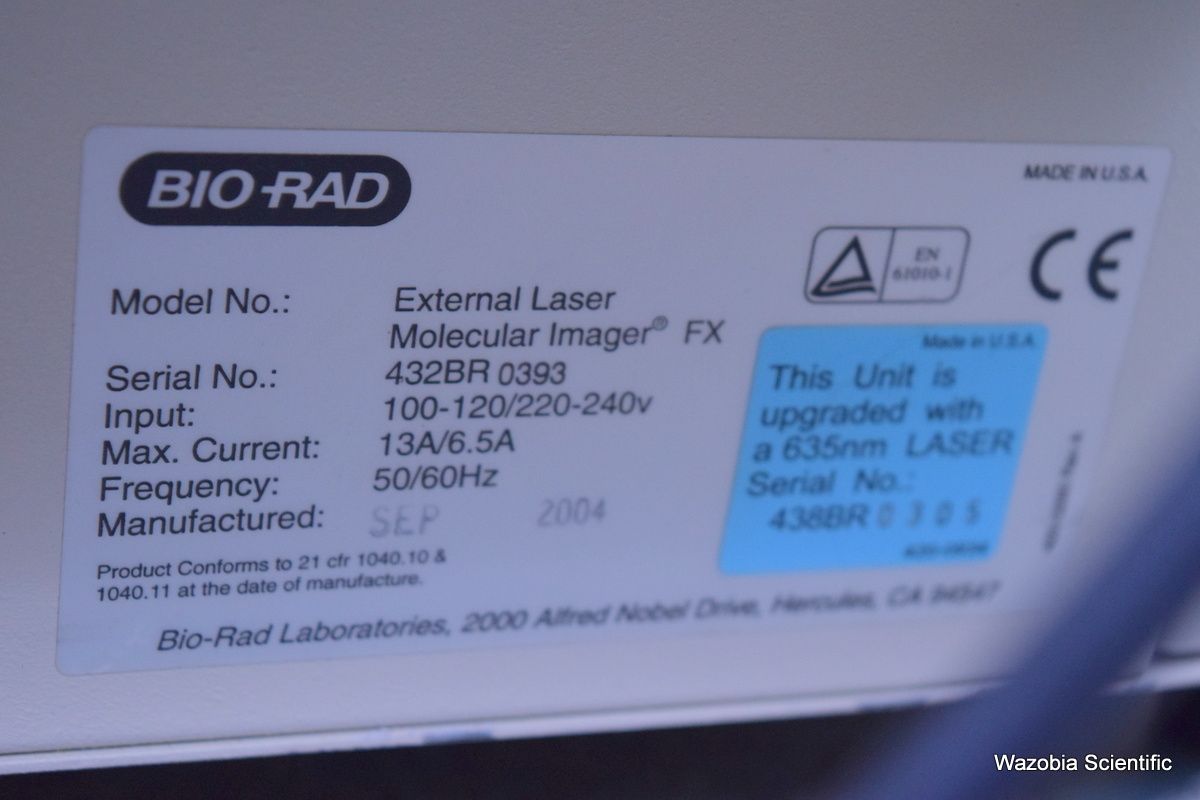 BIO-RAD
MADE IN U.S.A.
EN
61010-1
CE
Model No.: External Laser
Molecular Imager® FX
Serial No.: 432BR 0393
Input: 100-120/220-240v
Max. Current: 13A/6.5A
Frequency: 50/60Hz
Manufactured: SEP 2004
Product Conforms to 21 cfr 1040.10 &
1040.11 at the date of manufacture.
Bio-Rad Laboratories, 2000 Alfred Nobel Drive, Hercules, CA 94547
Made in U.S.A.
This Unit is
upgraded with
a 635nm LASER
Serial No.:
438BR 0305
Wazobia Scientific